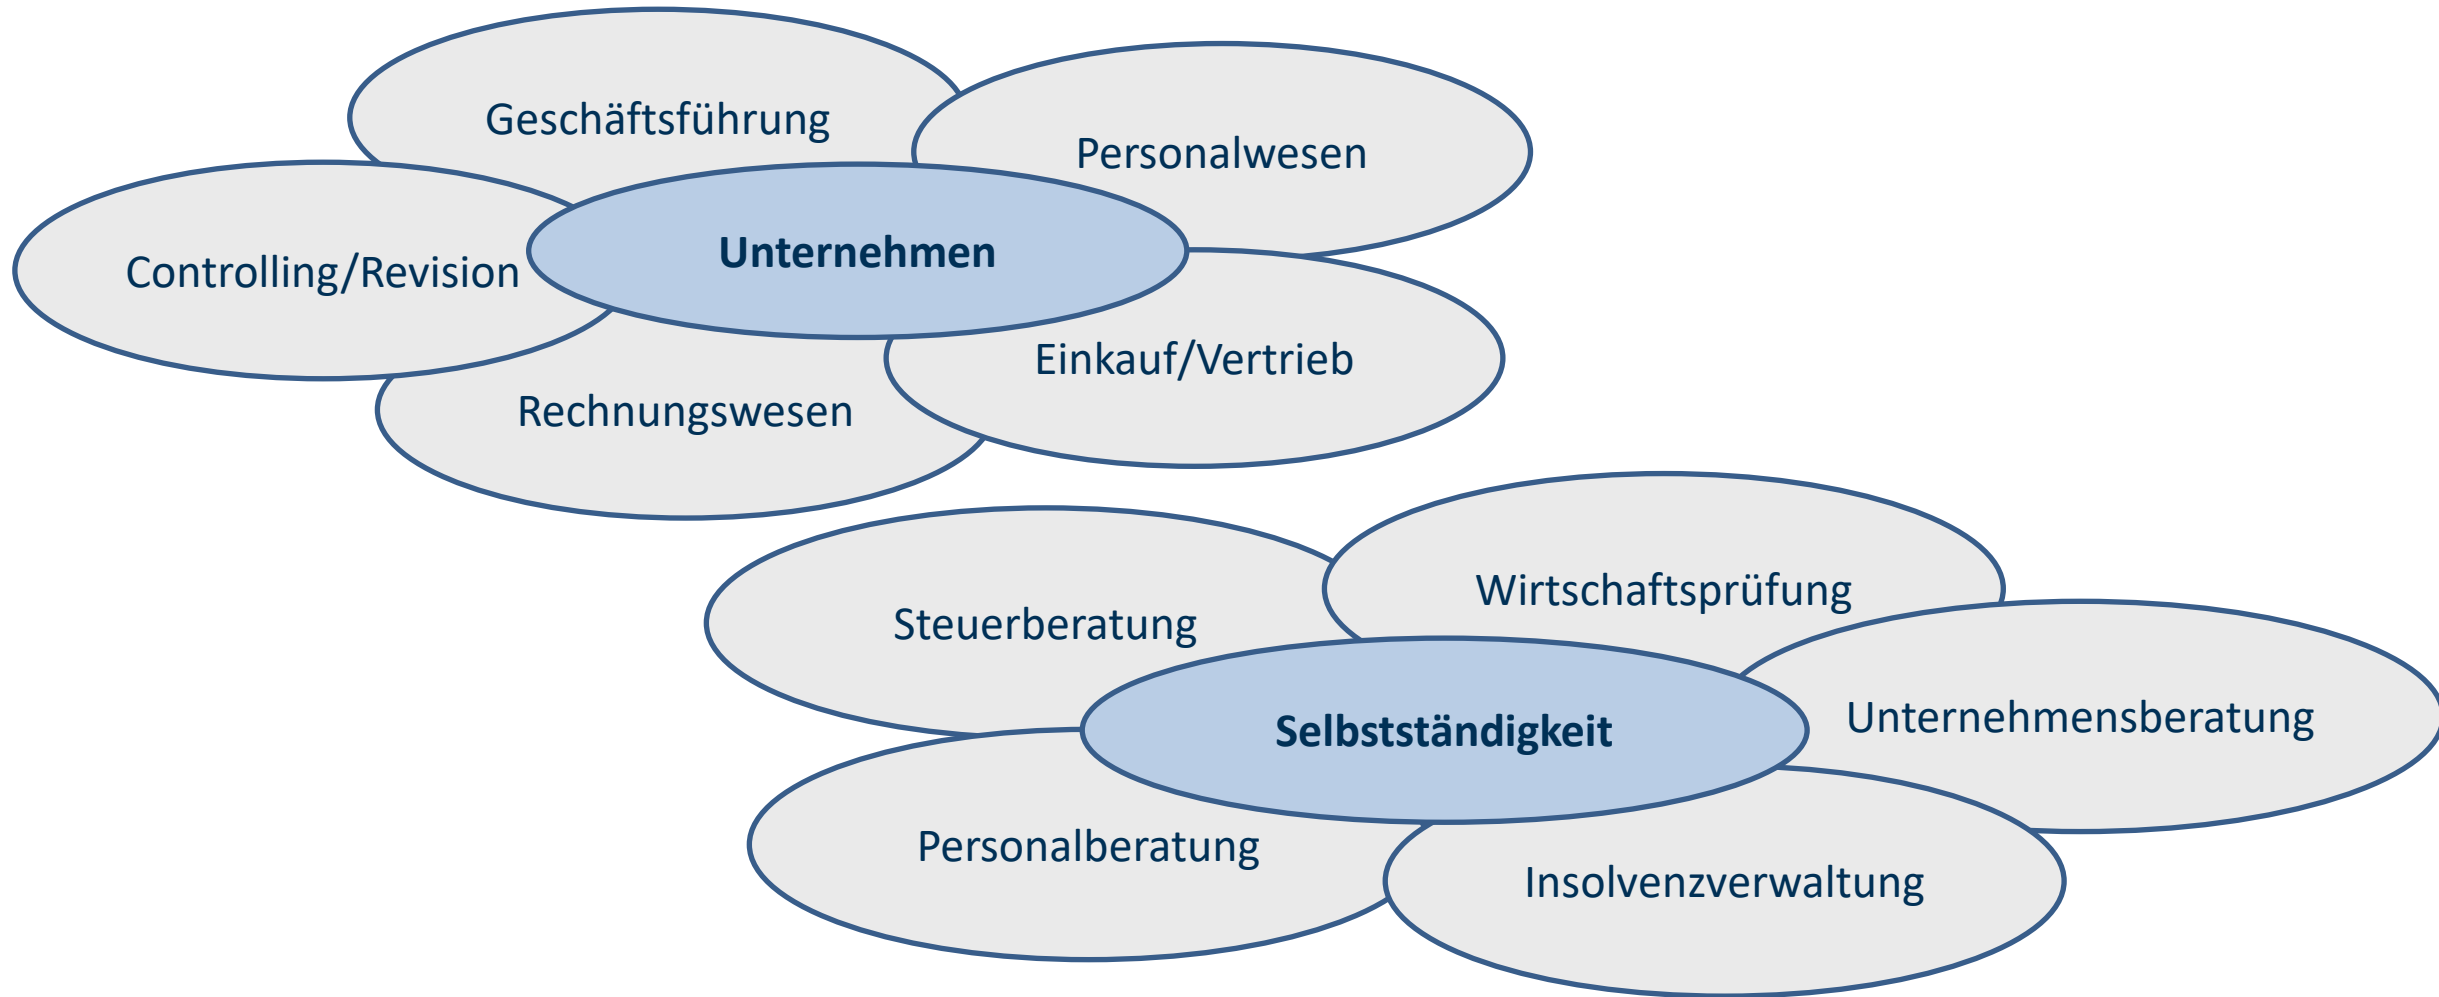 Geschäftsführung
Personalwesen
Unternehmen
Controlling/Revision
Einkauf/Vertrieb
Rechnungswesen
Wirtschaftsprüfung
Steuerberatung
Unternehmensberatung
Selbstständigkeit
Personalberatung
Insolvenzverwaltung